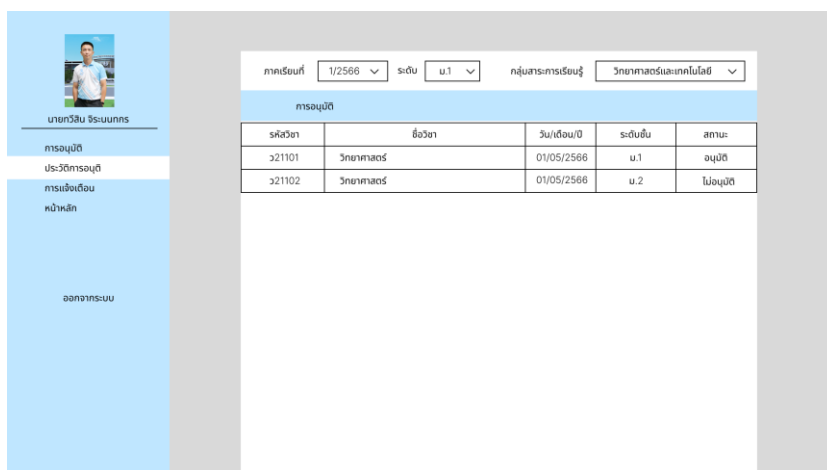 นายทวีสิน จิระนนทกร
การอนุมัติ
ประวัติการอนุติ
การแจ้งเตือน
หน้าหลัก
ออกจากระบบ
ภาคเรียนที่ 1/2566 ระดับ ม.1 กลุ่มสาระการเรียนรู้ วิทยาศาสตร์และเทคโนโลยี
การอนุมัติ
รหัสวิชา ชื่อวิชา วัน/เดือน/ปี ระดับชั้น สถานะ
ว21101 วิทยาศาสตร์ 01/05/2566 ม.1 อนุมัติ
ว21102 วิทยาศาสตร์ 01/05/2566 ม.2 ไม่อนุมัติ